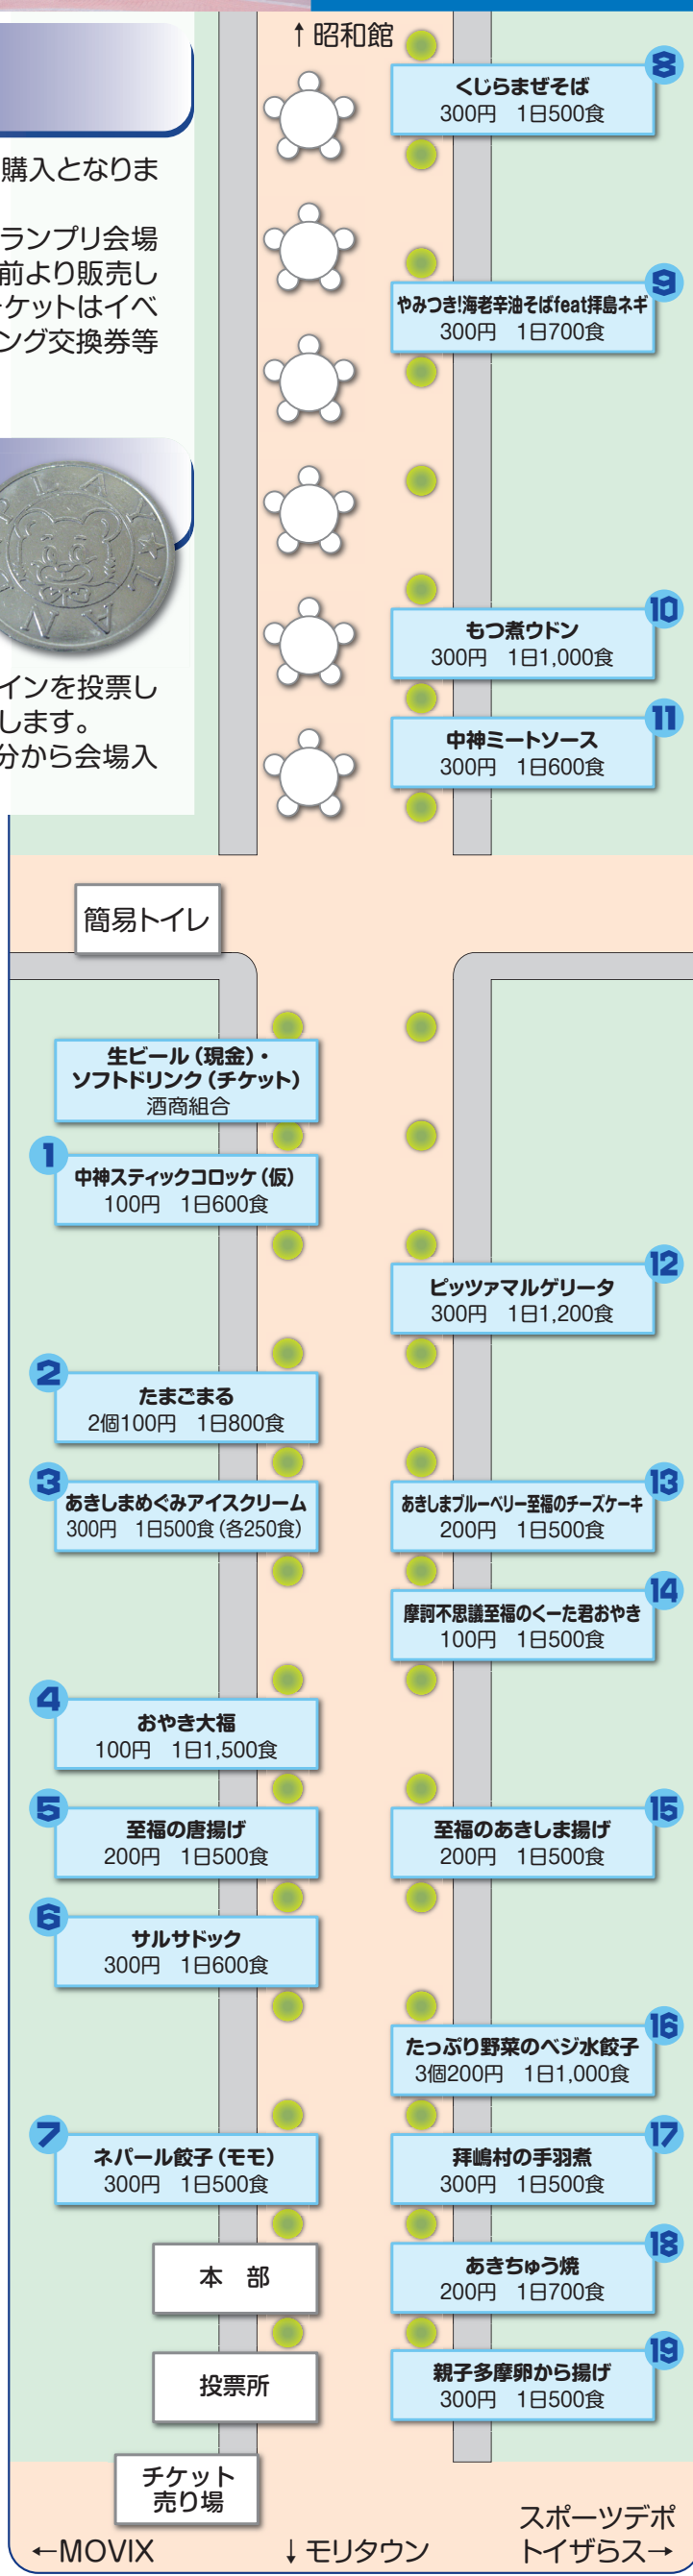 ↑昭和館
購入となりま
ランプリ会場
前より販売し
チケットはイベ
ング交換券等
PLAY★LAN
インを投票し
します。
分から会場入
8
くじらまぜそば
300円 1日500食
9
やみつき!海老辛油そばfeat拝島ネギ
300円 1日700食
10
もつ煮ウドン
300円 1日1,000食
11
中神ミートソース
300円 1日600食
簡易トイレ
生ビール(現金)・
ソフトドリンク(チケット)
酒商組合
1
中神スティックコロッケ(仮)
100円 1日600食
2
たまごまる
2個100円 1日800食
3
あきしまめぐみアイスクリーム
300円 1日500食(各250食)
4
おやき大福
100円 1日1,500食
5
至福の唐揚げ
200円 1日500食
6
サルサドック
300円 1日600食
7
ネパール餃子(モモ)
300円 1日500食
本 部
投票所
チケット
売り場
12
ピッツァマルゲリータ
300円 1日1,200食
13
あきしまブルーベリー至福のチーズケーキ
200円 1日500食
14
摩訶不思議至福のくーた君おやき
100円 1日500食
15
至福のあきしま揚げ
200円 1日500食
16
たっぷり野菜のベジ水餃子
3個200円 1日1,000食
17
拝嶋村の手羽煮
300円 1日500食
18
あきちゅう焼
200円 1日700食
19
親子多摩卵から揚げ
300円 1日500食
←MOVIX
↓モリタウン
スポーツデポ
トイザらス→